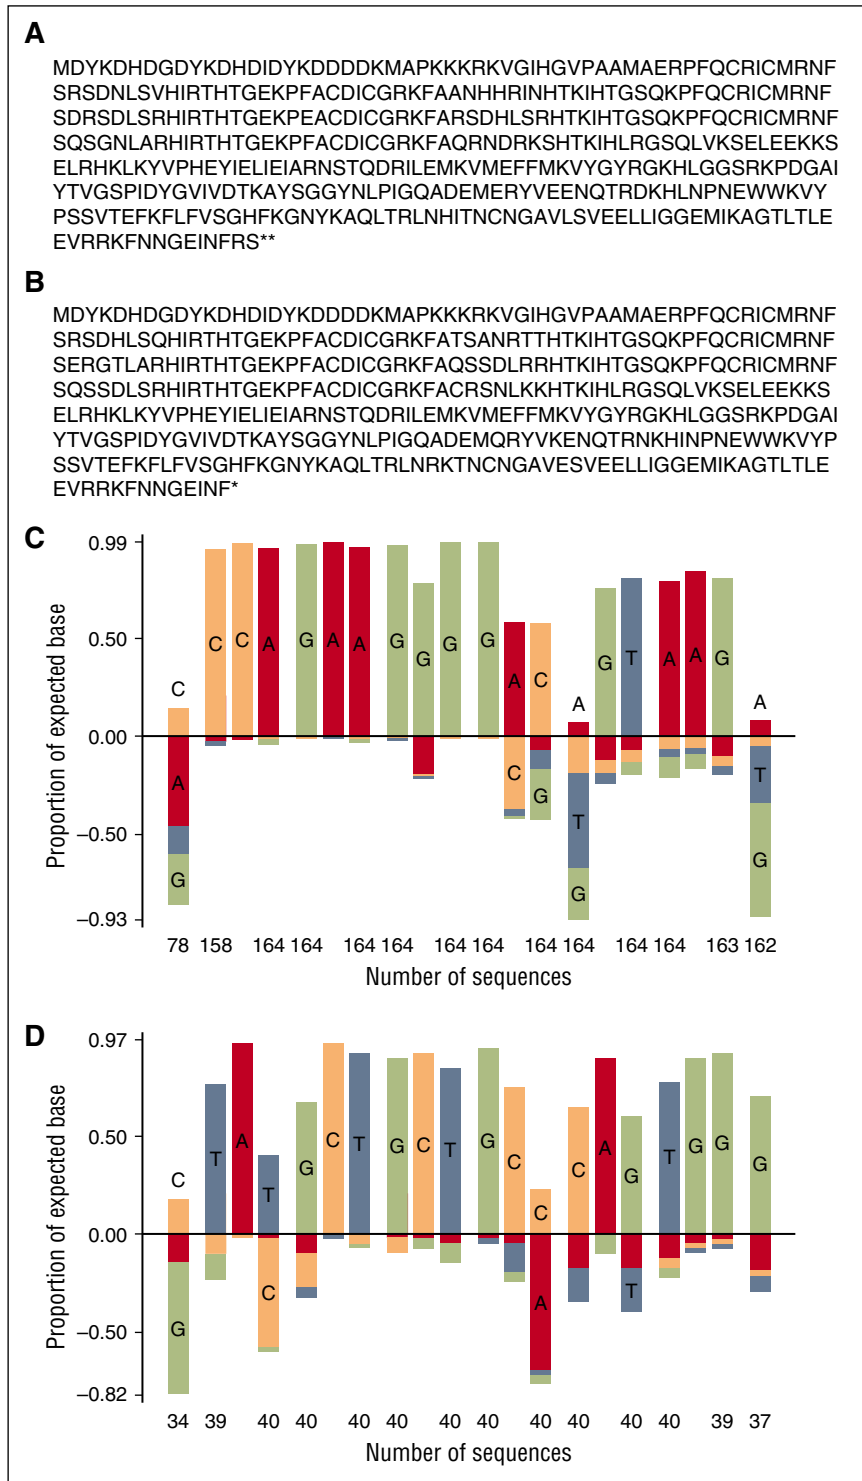 A
MDYKDHDGDYKDHDIDYKDDDDKMAPKKKRKVGIHGVPAAMAERPFQCRICMRNF
SRSDNLSVHIRTHTGEKPFACDICGRKFAANHHRINHTKIHTGSQKPFQCRICMRNF
SDRSDLSRHIRTHTGEKPEACDICGRKFARSDHLSRHTKIHTGSQKPFQCRICMRNF
SQSGNLARHIRTHTGEKPFACDICGRKFAQRNDRKSHTKIHLRGSQLVKSELEEKKS
ELRHKLKYVPHEYIELIEIARNSTQDRILEMKVMEFFMKVYGYRGKHLGGSRKPDGAI
YTVGSPIDYGVIVDTKAYSGGYNLPIGQADEMERYVEENQTRDKHLNPNEWWKVY
PSSVTEFKFLFVSGHFKGNYKAQLTRLNHITNCNGAVLSVEELLIGGEMIKAGTLTLE
EVRRKFNNGEINFRS**
B
MDYKDHDGDYKDHDIDYKDDDDKMAPKKKRKVGIHGVPAAMAERPFQCRICMRNF
SRSDHLSQHIRTHTGEKPFACDICGRKFATSANRTTHTKIHTGSQKPFQCRICMRNF
SERGTLARHIRTHTGEKPFACDICGRKFAQSSDLRRHTKIHTGSQKPFQCRICMRNF
SQSSDLSRHIRTHTGEKPFACDICGRKFACRSNLKKHTKIHLRGSQLVKSELEEKKS
ELRHKLKYVPHEYIELIEIARNSTQDRILEMKVMEFFMKVYGYRGKHLGGSRKPDGAI
YTVGSPIDYGVIVDTKAYSGGYNLPIGQADEMQRYVKENQTRNKHINPNEWWKVYP
SSVTEFKFLFVSGHFKGNYKAQLTRLNRKTNCNGAVESVEELLIGGEMIKAGTLTLE
EVRRKFNNGEINF*
C
Proportion of expected base
0.99
0.50
0.00
–0.50
–0.93
C C C A G A A G G G G A C A G T A A G A
A C G T G T G
G
78 158 164 164 164 164 164 164 164 164 164 164 163 162
Number of sequences
D
Proportion of expected base
0.97
0.50
0.00
–0.50
–0.82
C T A T G C T G C T G C C C A G T G G G
G C A T
34 39 40 40 40 40 40 40 40 40 40 40 39 37
Number of sequences